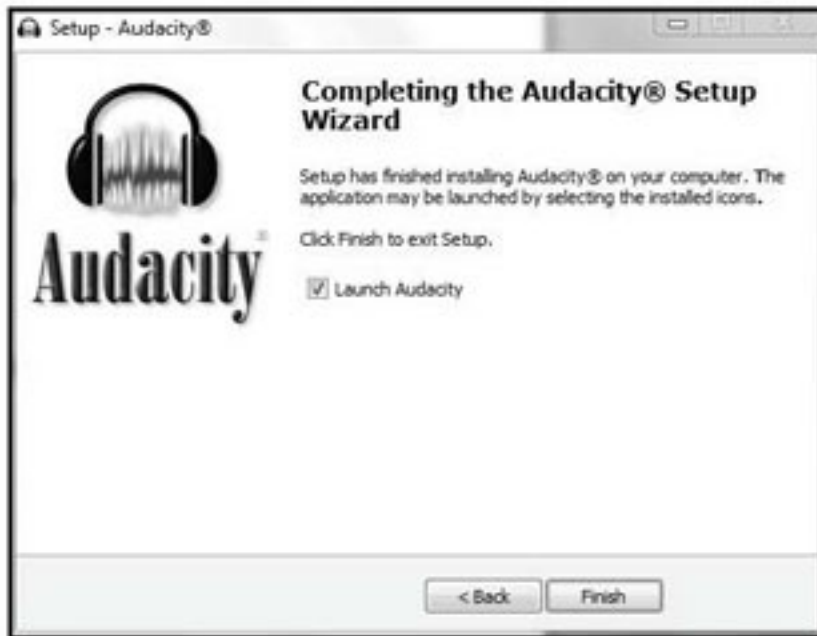 Setup - Audacity®
Completing the Audacity® Setup
Wizard
Setup has finished installing Audacity® on your computer. The
application may be launched by selecting the installed icons.
Click Finish to exit Setup.
Launch Audacity
Audacity®
< Back
Finish